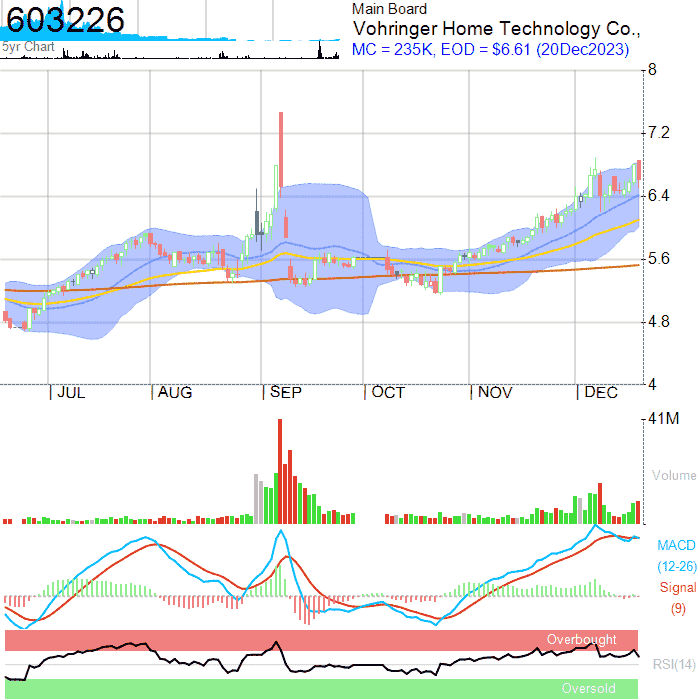 603226
5yr Chart
Main Board
Vohringer Home Technology Co.,
MC = 235K, EOD = $6.61 (20Dec2023)
8
7.2
6.4
5.6
4.8
4
JUL AUG SEP OCT NOV DEC
41M
Volume
MACD
(12-26)
Signal
(9)
Overbought
RSI(14)
Oversold